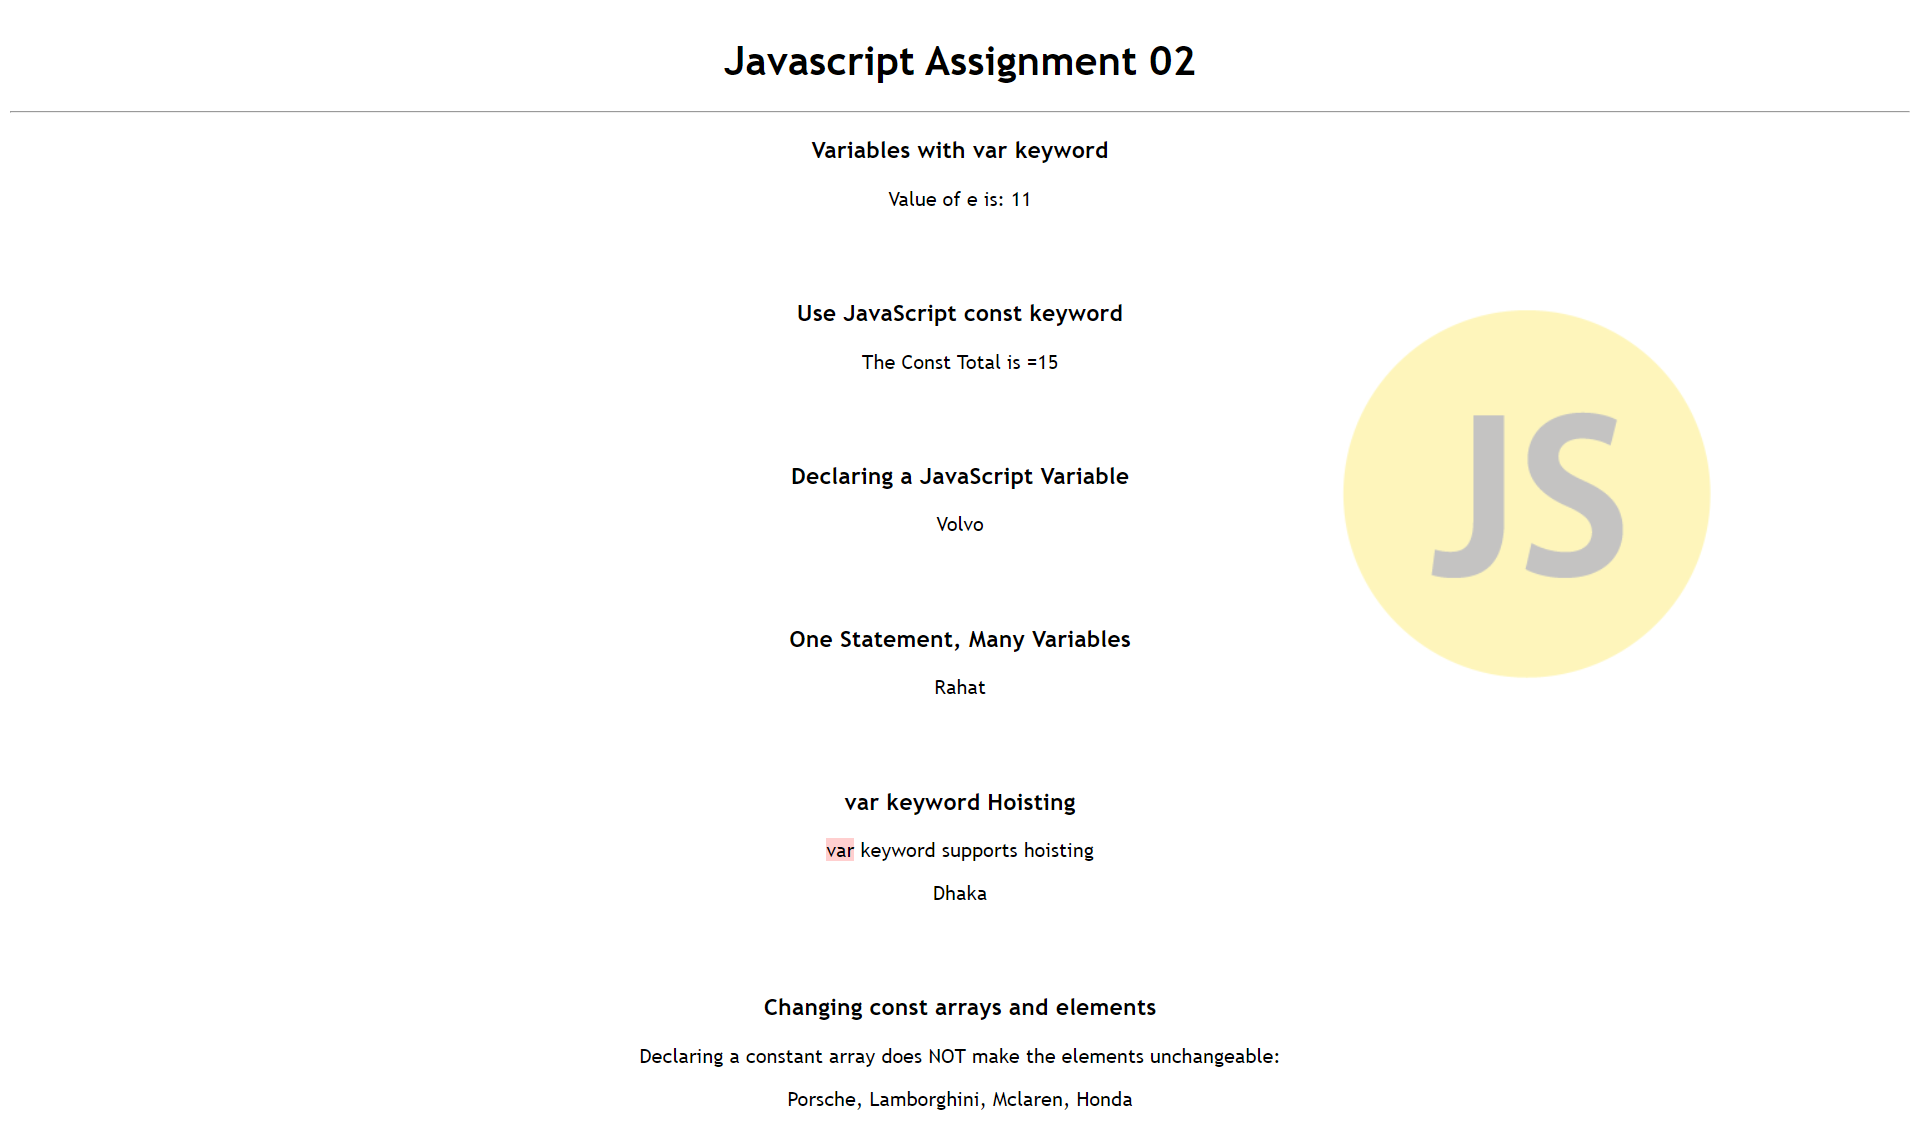 Javascript Assignment 02
Variables with var keyword
Value of e is: 11
Use JavaScript const keyword
The Const Total is =15
JS
Declaring a JavaScript Variable
Volvo
One Statement, Many Variables
Rahat
var keyword Hoisting
var keyword supports hoisting
Dhaka
Changing const arrays and elements
Declaring a constant array does NOT make the elements unchangeable:
Porsche, Lamborghini, Mclaren, Honda